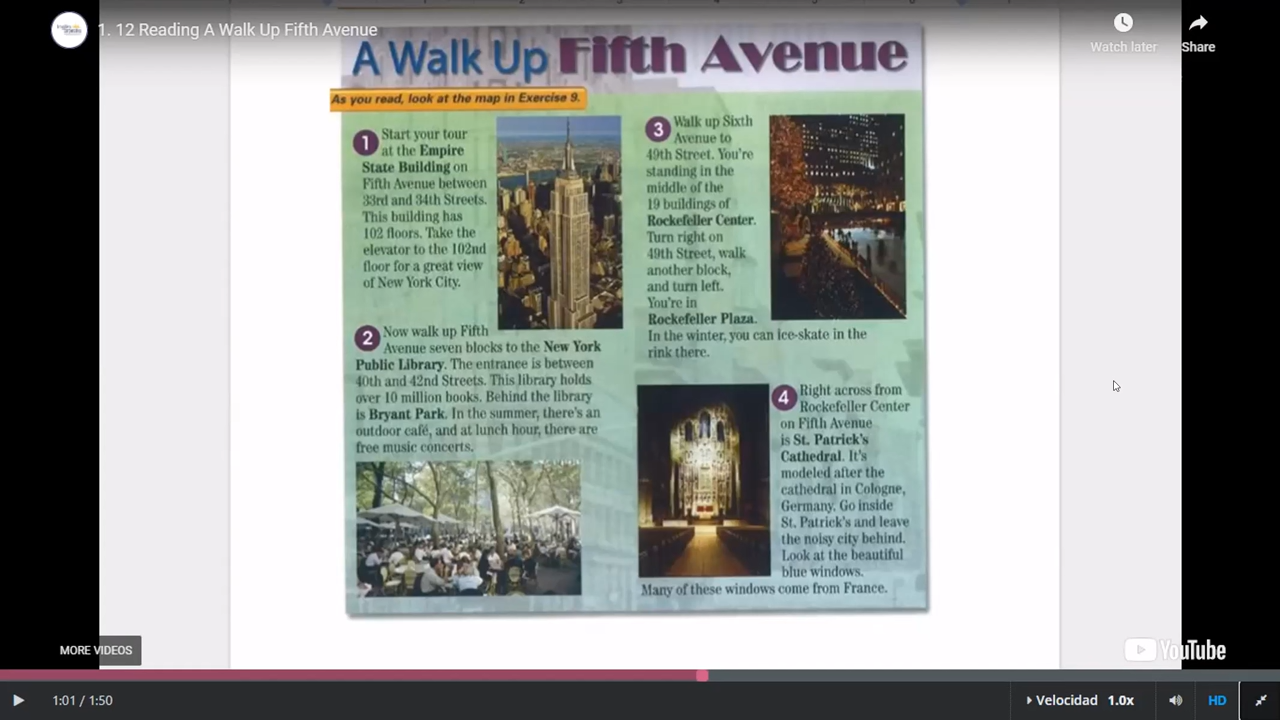 1. 12 Reading A Walk Up Fifth Avenue
Watch later
Share
A Walk Up Fifth Avenue
As you read, look at the map in Exercise 9.
1 Start your tour
at the Empire
State Building on
Fifth Avenue between
33rd and 34th Streets.
This building has
102 floors. Take the
elevator to the 102nd
floor for a great view
of New York City.
2 Now walk up Fifth
Avenue seven blocks to the New York
Public Library. The entrance is between
40th and 42nd Streets. This library holds
over 10 million books. Behind the library
is Bryant Park. In the summer, there's an
outdoor café, and at lunch hour, there are
free music concerts.
3 Walk up Sixth
Avenue to
49th Street. You're
standing in the
middle of the
19 buildings of
Rockefeller Center.
Turn right on
49th Street, walk
another block,
and turn left.
You're in
Rockefeller Plaza.
In the winter, you can ice-skate in the
rink there.
4 Right across from
Rockefeller Center
on Fifth Avenue
is St. Patrick's
Cathedral. It's
modeled after the
cathedral in Cologne,
Germany. Go inside
St. Patrick's and leave
the noisy city behind.
Look at the beautiful
blue windows.
Many of these windows come from France.
MORE VIDEOS
YouTube
1:01 / 1:50
Velocidad 1.0x
HD